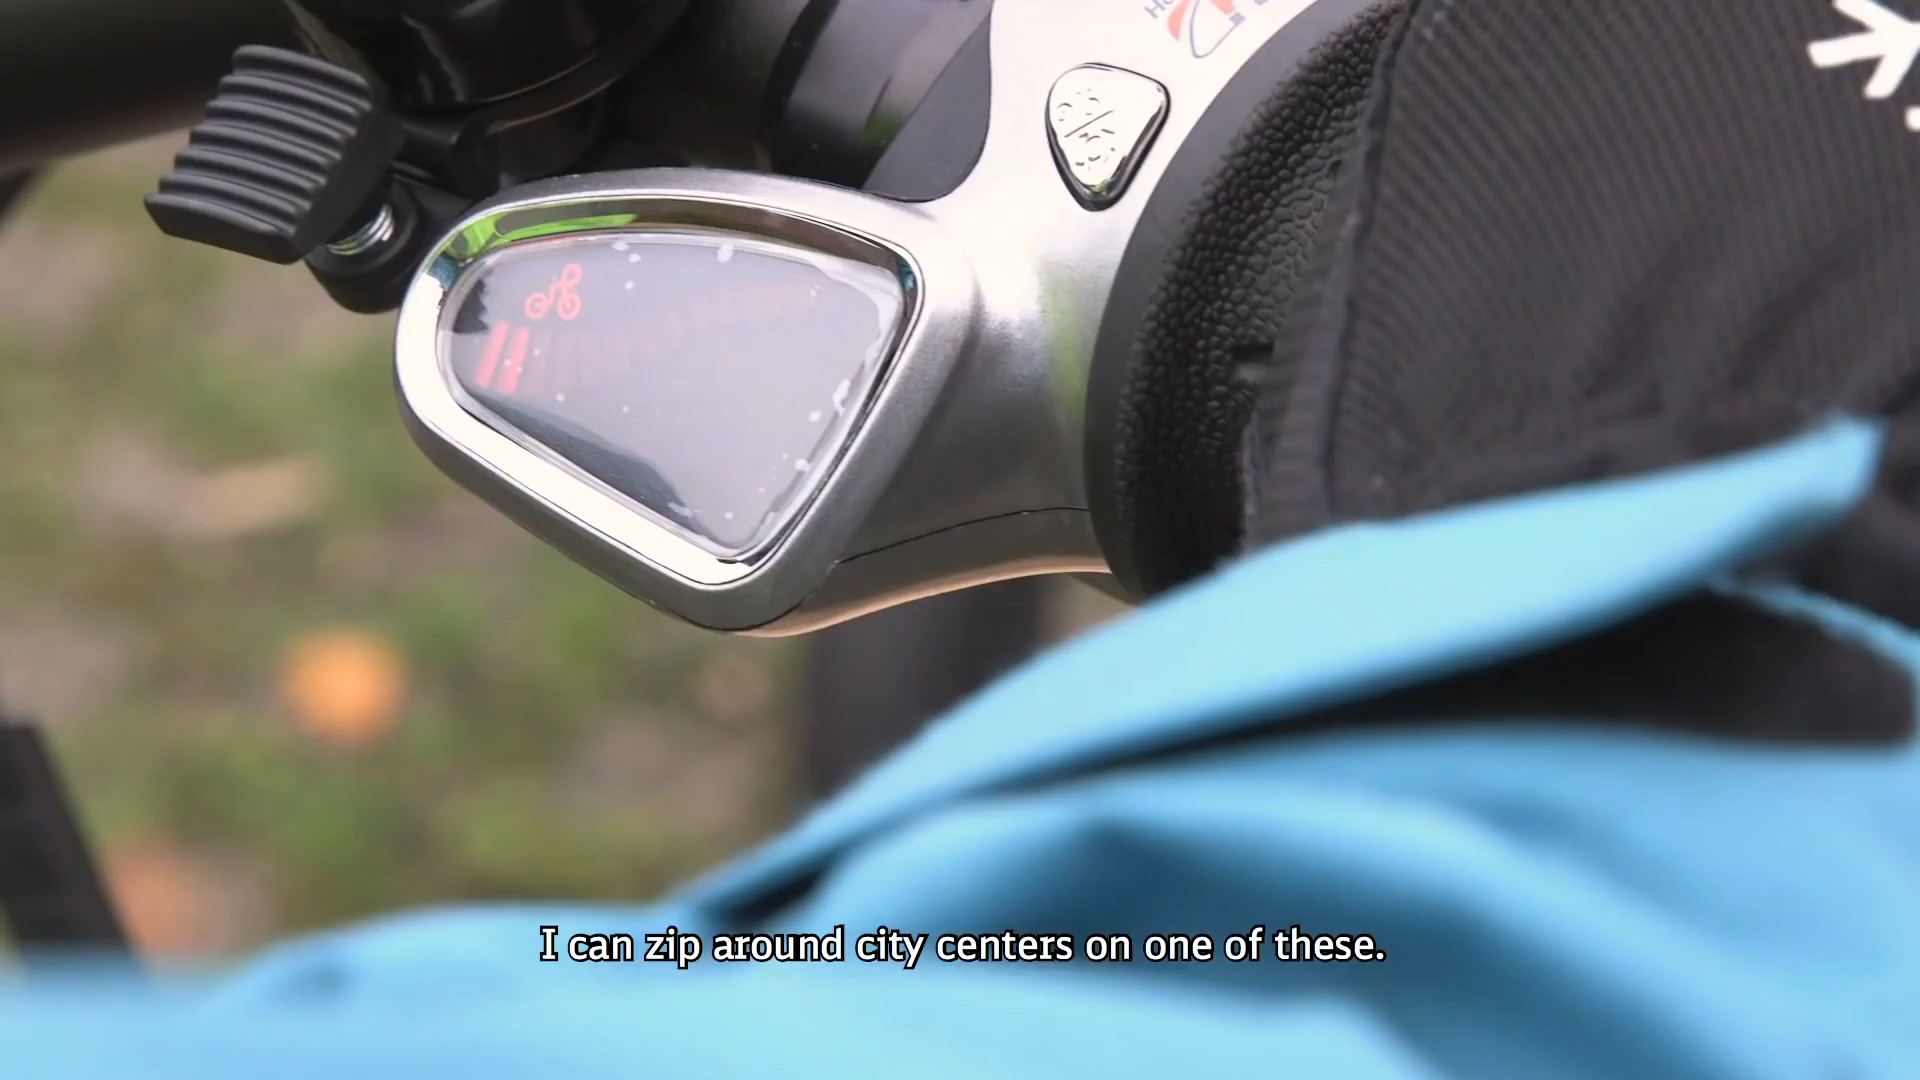 I can zip around city centers on one of these.